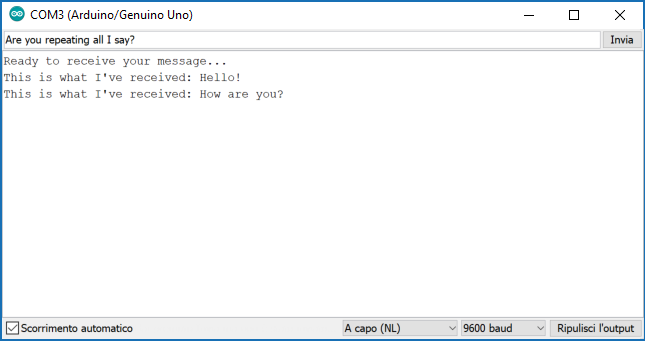 COM3 (Arduino/Genuino Uno)
Are you repeating all I say?
Invia
Ready to receive your message...
This is what I've received: Hello!
This is what I've received: How are you?
Scorrimento automatico
A capo (NL)
9600 baud
Ripulisci l'output